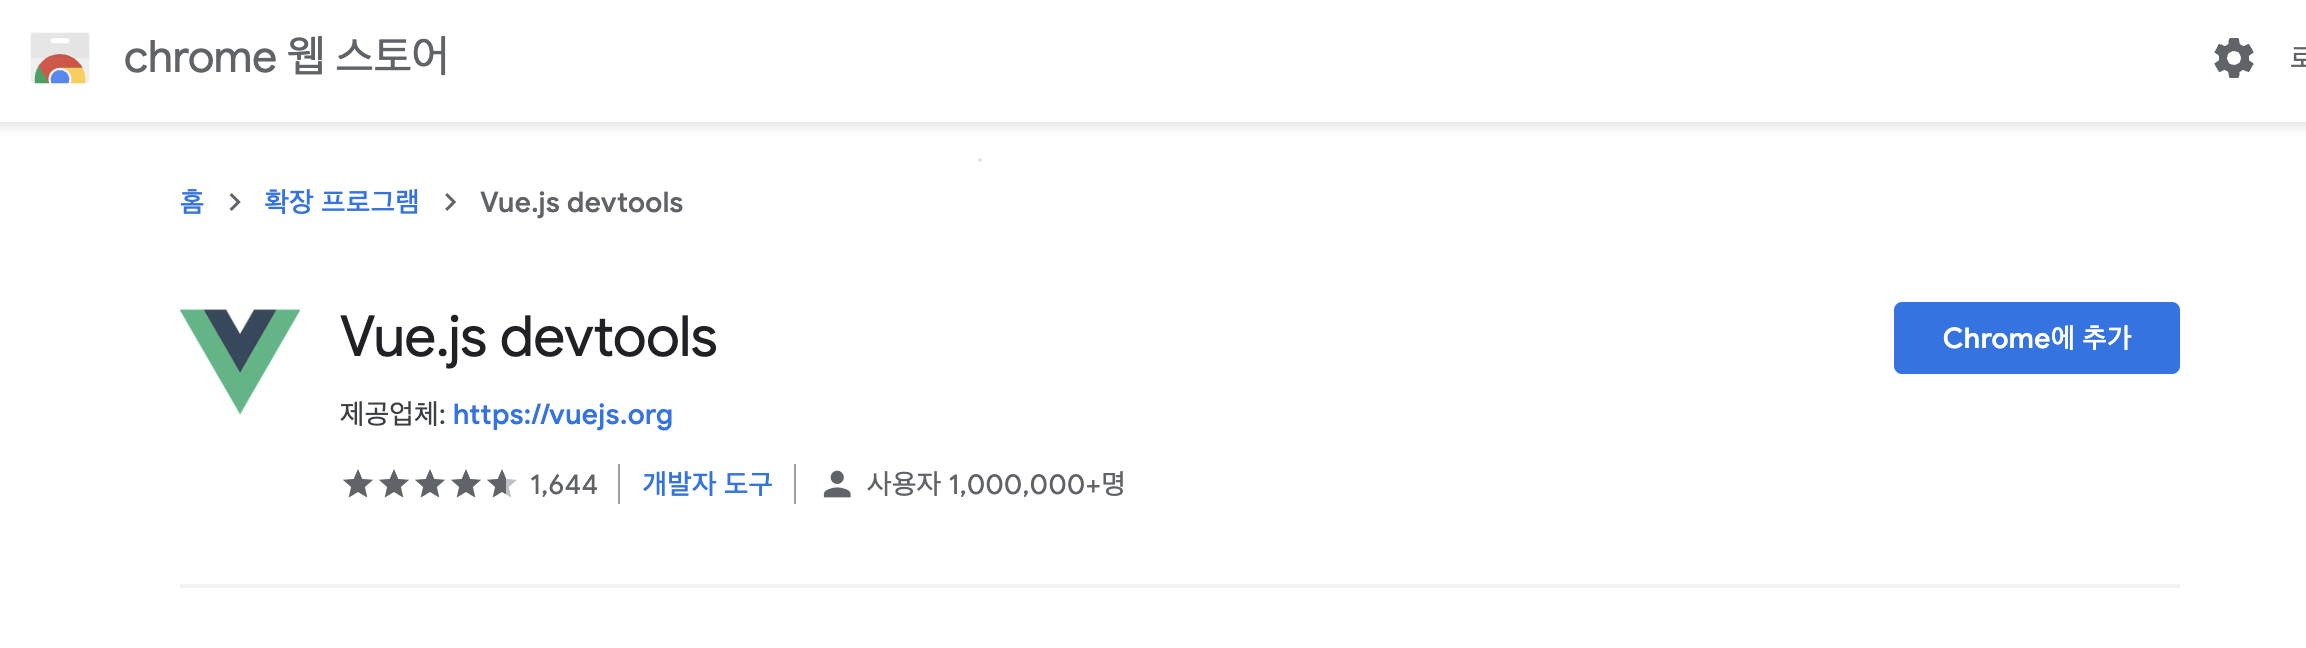 chrome 웹 스토어
홈 > 확장 프로그램 > Vue.js devtools
Vue.js devtools
Chrome에 추가
제공업체: https://vuejs.org
1,644 | 개발자 도구 | 사용자 1,000,000+명